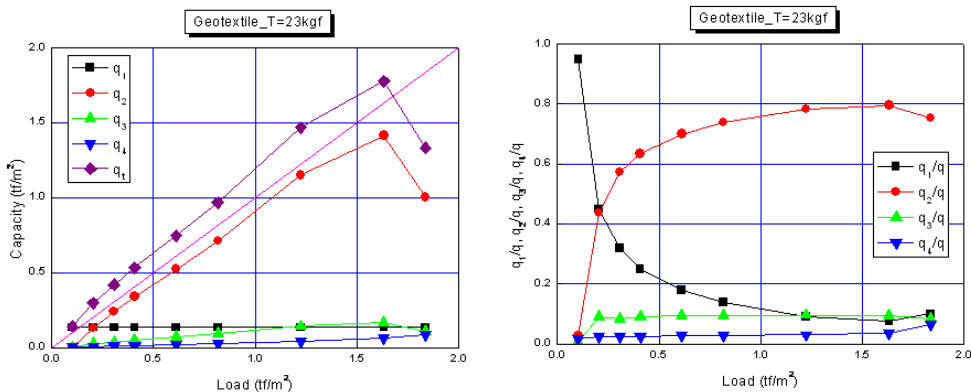 Geotextile_T=23kgf
2.0
1.5
1.0
0.5
0.0
Capacity (tf/m²)
q₁
q₂
q₃
q₄
qₜ
0.0 0.5 1.0 1.5 2.0
Load (tf/m²)
Geotextile_T=23kgf
1.0
0.8
0.6
0.4
0.2
0.0
q₁/q, q₂/q, q₃/q, q₄/q
q₁/q
q₂/q
q₃/q
q₄/q
0.0 0.5 1.0 1.5 2.0
Load (tf/m²)